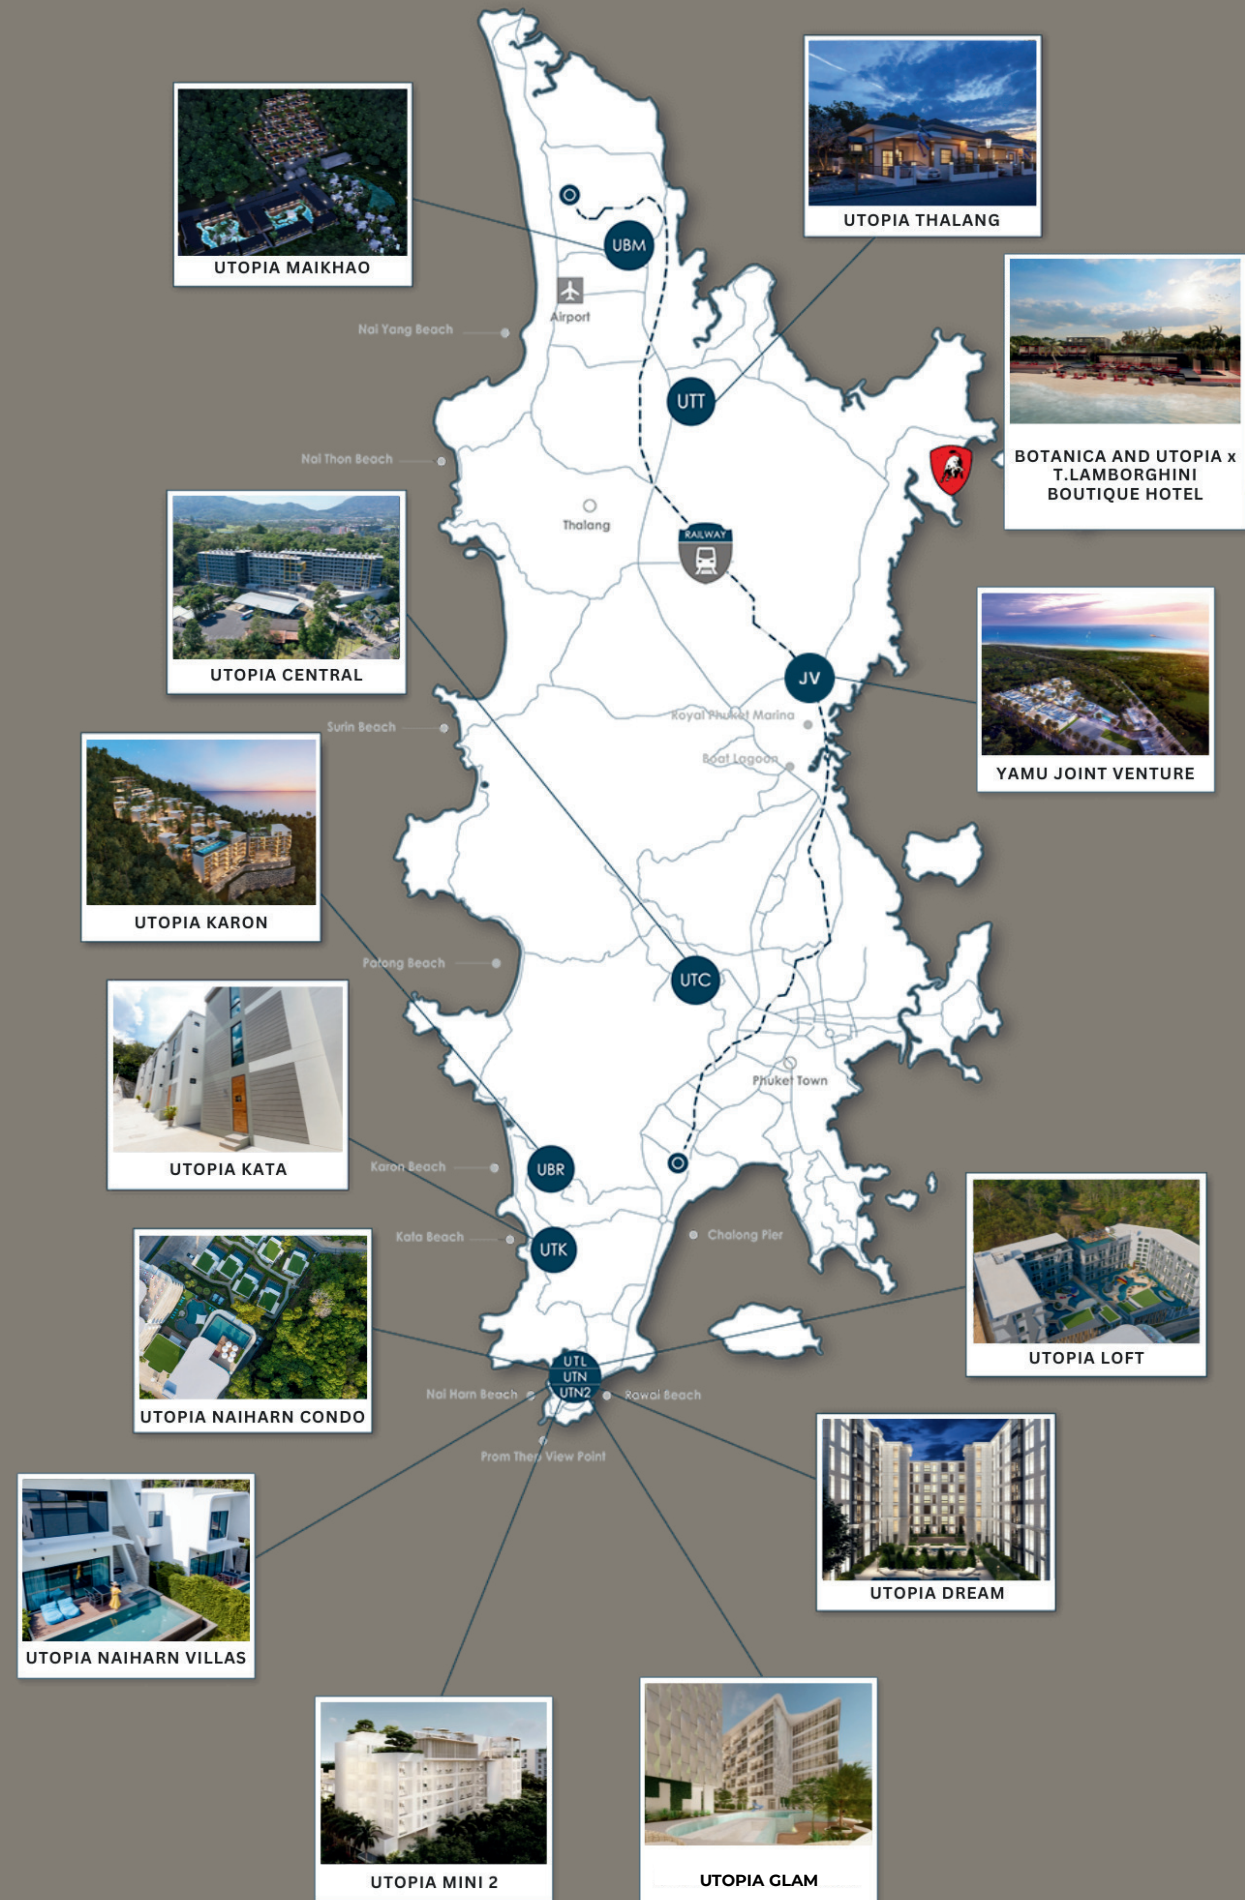 UTOPIA MAIKHAO
UTOPIA THALANG
UBM
Airport
Nai Yang Beach
UTT
BOTANICA AND UTOPIA x
T.LAMBORGHINI
BOUTIQUE HOTEL
Nai Thon Beach
Thalang
RAILWAY
UTOPIA CENTRAL
JV
Royal Phuket Marina
Surin Beach
Boat Lagoon
YAMU JOINT VENTURE
UTOPIA KARON
Patong Beach
UTC
Phuket Town
UTOPIA KATA
Karon Beach
UBR
Kata Beach
UTK
Chalong Pier
UTOPIA LOFT
UTL
UTN
UTN2
Nai Harn Beach
Rawai Beach
UTOPIA NAIHARN CONDO
Prom Thep View Point
UTOPIA DREAM
UTOPIA NAIHARN VILLAS
UTOPIA MINI 2
UTOPIA GLAM